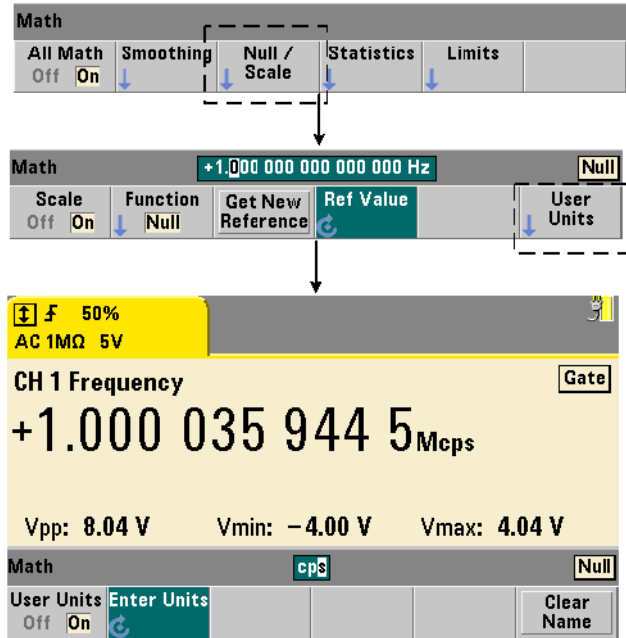 Math
All Math Smoothing Null / Statistics Limits
Off On Scale
Math +1.000 000 000 000 000 Hz Null
Scale Function Get New Ref Value User
Off On Null Reference Units
50%
AC 1MΩ 5V
CH 1 Frequency Gate
+1.000 035 944 5 Mcps
Vpp: 8.04 V Vmin: −4.00 V Vmax: 4.04 V
Math cps Null
User Units Enter Units Clear
Off On Name